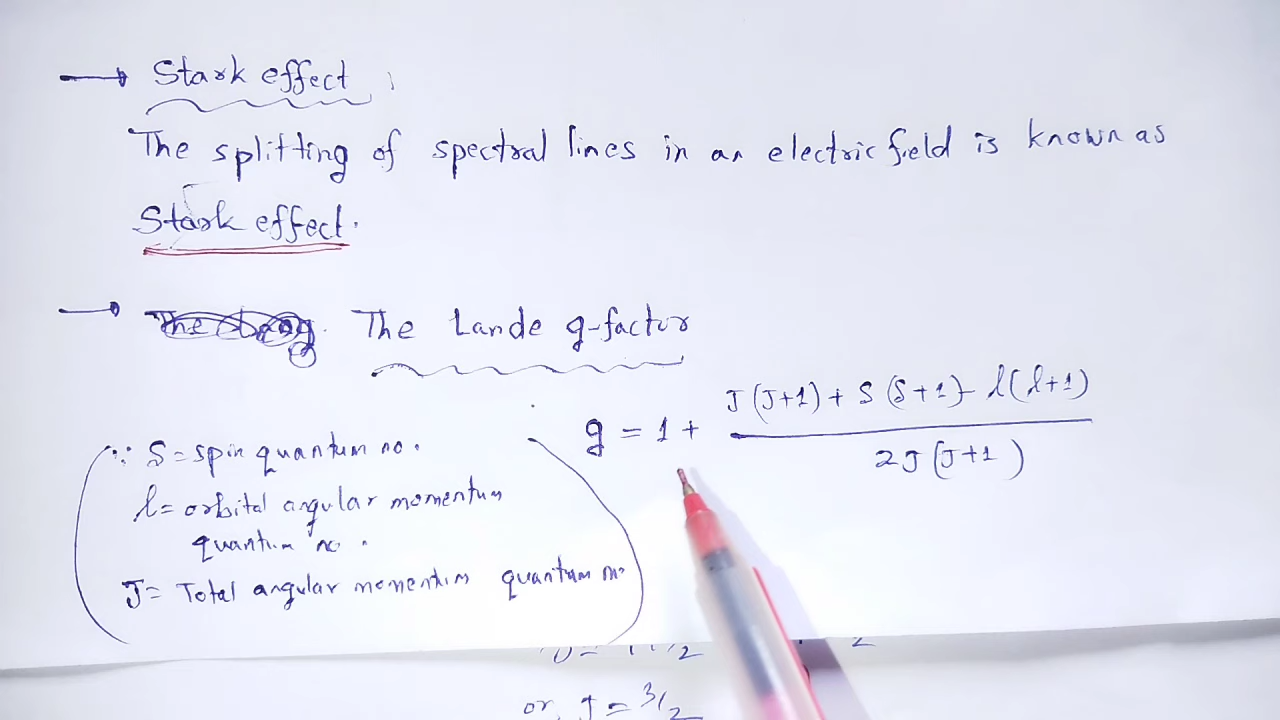 → Stark effect :
The splitting of spectral lines in an electric field is known as
Stark effect.
→ The Lande g-factor
g = 1 + \frac{J(J+1) + S(S+1) - l(l+1)}{2J(J+1)}
∵ S = spin quantum no.
l = orbital angular momentum
quantum no.
J = Total angular momentum quantum no
or, J = 3/2